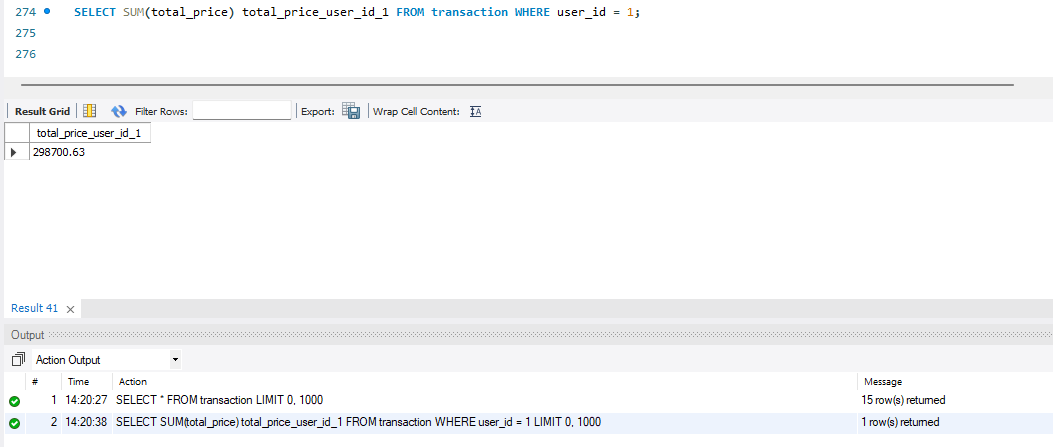 274 SELECT SUM(total_price) total_price_user_id_1 FROM transaction WHERE user_id = 1;
275
276
Result Grid Filter Rows: Export: Wrap Cell Content:
total_price_user_id_1
298700.63
Result 41
Output
Action Output
# Time Action Message
1 14:20:27 SELECT * FROM transaction LIMIT 0, 1000 15 row(s) returned
2 14:20:38 SELECT SUM(total_price) total_price_user_id_1 FROM transaction WHERE user_id = 1 LIMIT 0, 1000 1 row(s) returned